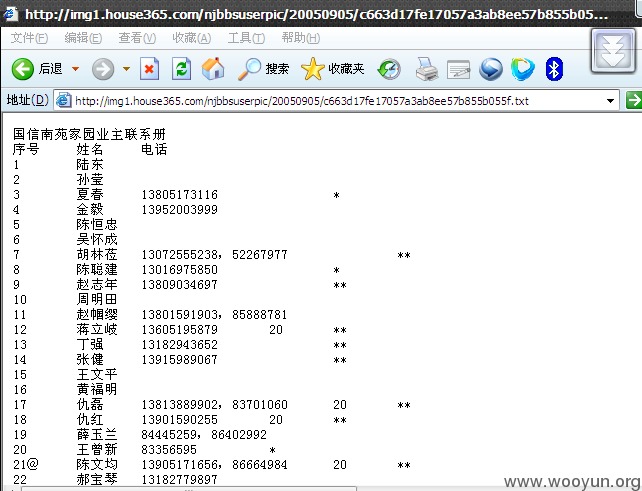 http://img1.house365.com/njbbsuserpic/20050905/c663d17fe17057a3ab8ee57b855b05...
文件(F) 编辑(E) 查看(V) 收藏(A) 工具(T) 帮助(H)
后退 搜索 收藏夹
地址(D) http://img1.house365.com/njbbsuserpic/20050905/c663d17fe17057a3ab8ee57b855b055f.txt
国信南苑家园业主联系册
序号 姓名 电话
1 陆东
2 孙莹
3 夏春 13805173116 *
4 金毅 13952003999
5 陈恒忠
6 吴怀成
7 胡林莅 13072555238, 52267977 **
8 陈聪建 13016975850 *
9 赵志年 13809034697 **
10 周明田
11 赵帼缨 13801591903, 85888781
12 蒋立岐 13605195879 20 **
13 丁强 13182943652 **
14 张健 13915989067 **
15 王文平
16 黄福明
17 仇磊 13813889902, 83701060 20 **
18 仇红 13901590255 20 **
19 薛玉兰 84445259, 86402992
20 王曾新 83356595 *
21@ 陈文均 13905171656, 86664984 20 **
22 郝宝琴 13182779897
www.wooyun.org